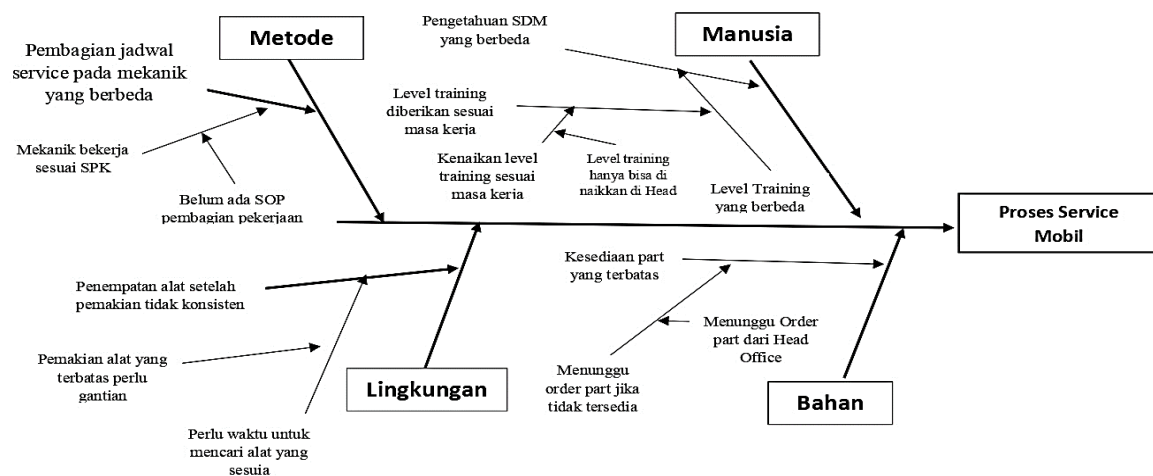 Metode
Pembagian jadwal
service pada mekanik
yang berbeda
Mekanik bekerja
sesuai SPK
Belum ada SOP
pembagian pekerjaan
Pengetahuan SDM
yang berbeda
Manusia
Level training
diberikan sesuai
masa kerja
Kenaikan level
training sesuai
masa kerja
Level training
hanya bisa di
naikkan di Head
Level Training
yang berbeda
Proses Service
Mobil
Penempatan alat setelah
pemakian tidak konsisten
Pemakian alat yang
terbatas perlu
gantian
Perlu waktu untuk
mencari alat yang
sesuia
Lingkungan
Kesediaan part
yang terbatas
Menunggu Order
part dari Head
Office
Menunggu
order part jika
tidak tersedia
Bahan